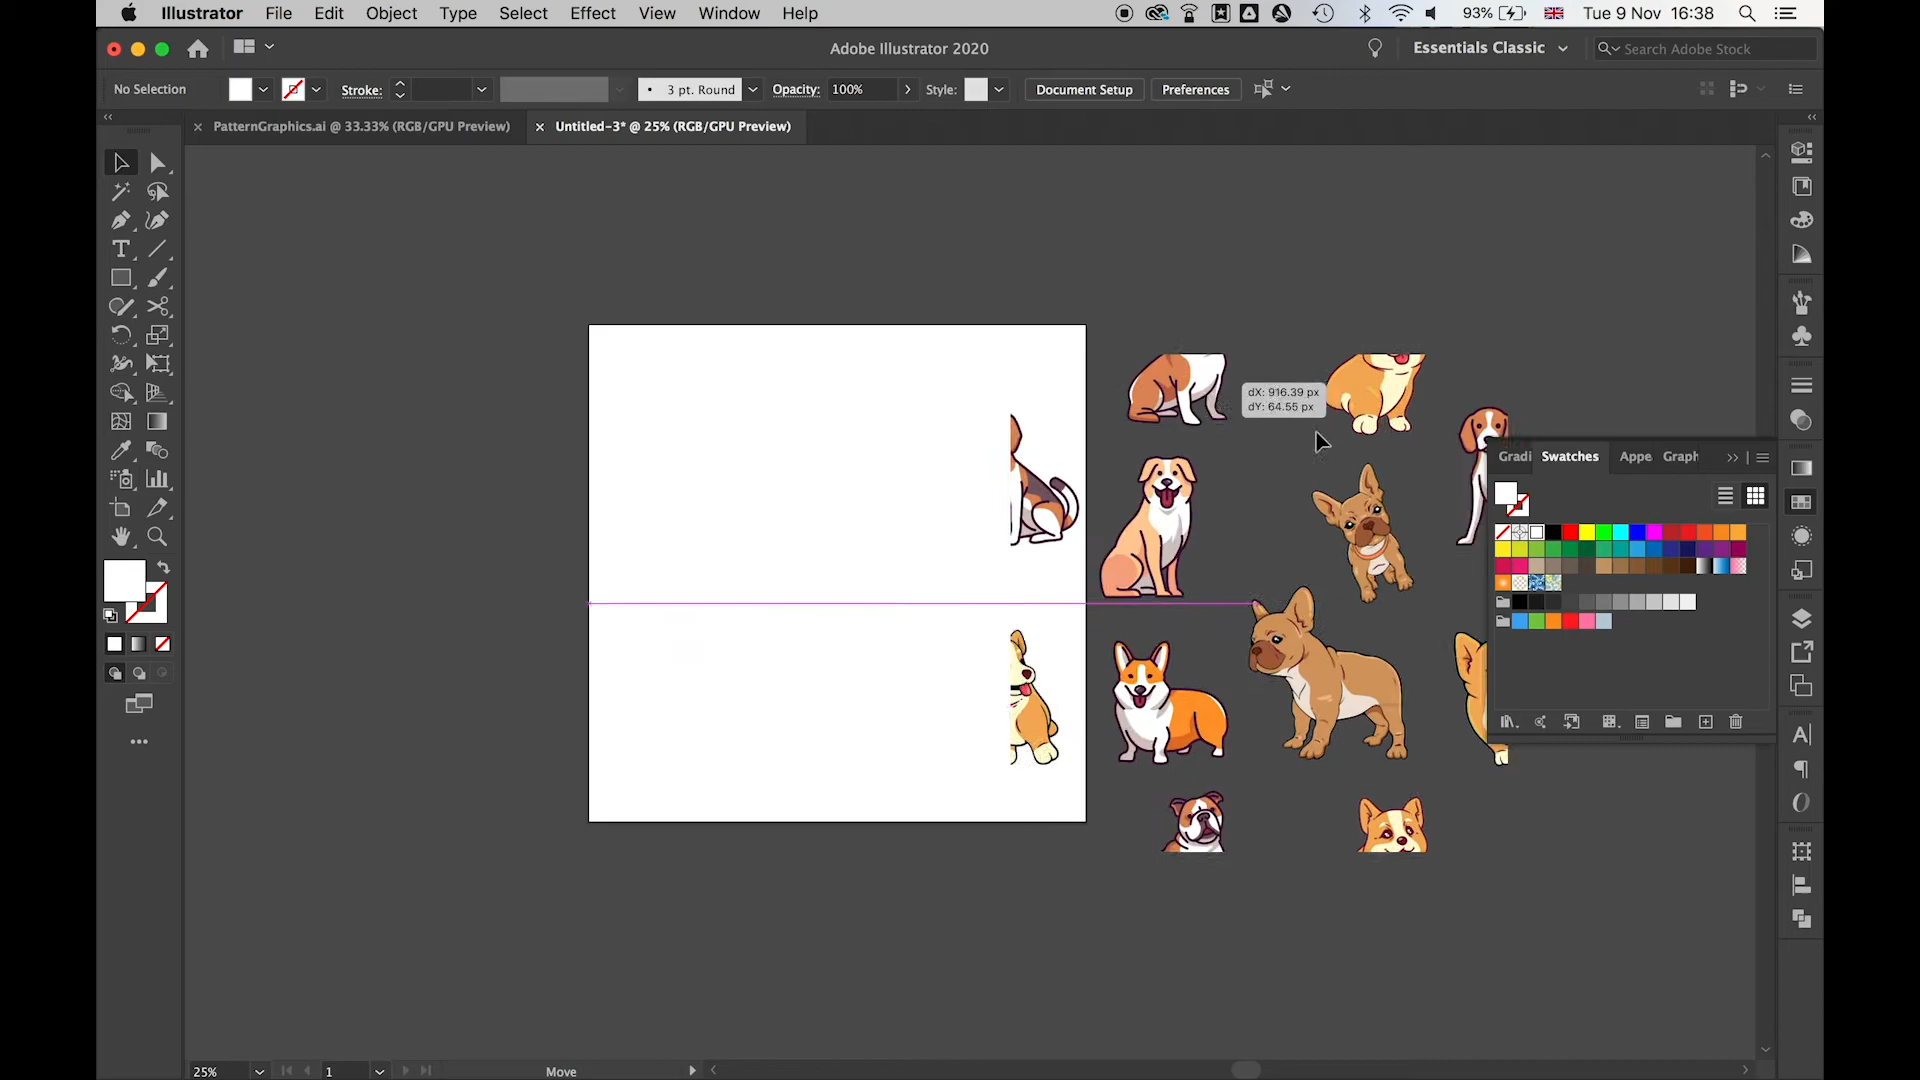 Illustrator File Edit Object Type Select Effect View Window Help 93% Tue 9 Nov 16:38
Adobe Illustrator 2020 Essentials Classic Search Adobe Stock
No Selection Stroke: 3 pt. Round Opacity: 100% Style: Document Setup Preferences
PatternGraphics.ai @ 33.33% (RGB/GPU Preview) Untitled-3* @ 25% (RGB/GPU Preview)
dX: 916.39 px
dY: 64.55 px
Gradi Swatches Appe Graph
25% 1 Move